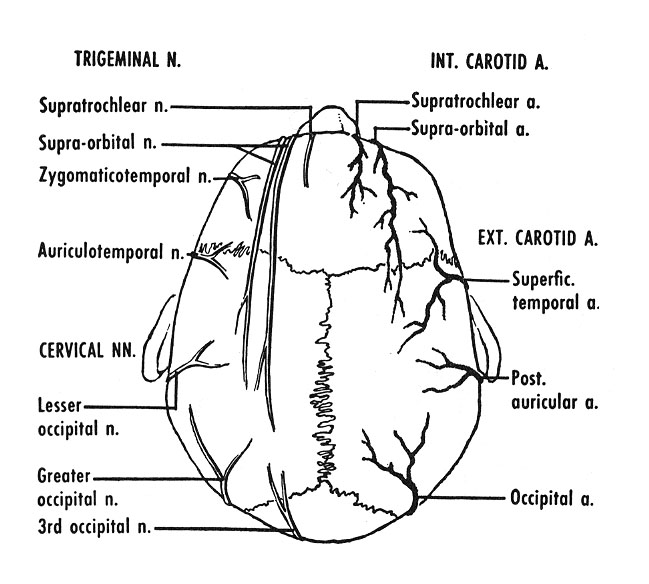 TRIGEMINAL N.
Supratrochlear n.
Supra-orbital n.
Zygomaticotemporal n.
Auriculotemporal n.
CERVICAL NN.
Lesser
occipital n.
Greater
occipital n.
3rd occipital n.
INT. CAROTID A.
Supratrochlear a.
Supra-orbital a.
EXT. CAROTID A.
Superfic.
temporal a.
Post.
auricular a.
Occipital a.